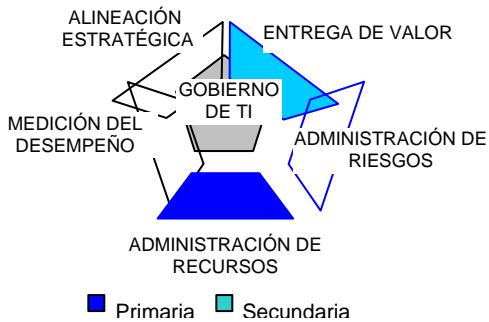 ALINEACIÓN
ESTRATÉGICA
ENTREGA DE VALOR
GOBIERNO
DE TI
MEDICIÓN DEL
DESEMPEÑO
ADMINISTRACIÓN DE
RIESGOS
ADMINISTRACIÓN DE
RECURSOS
Primaria Secundaria